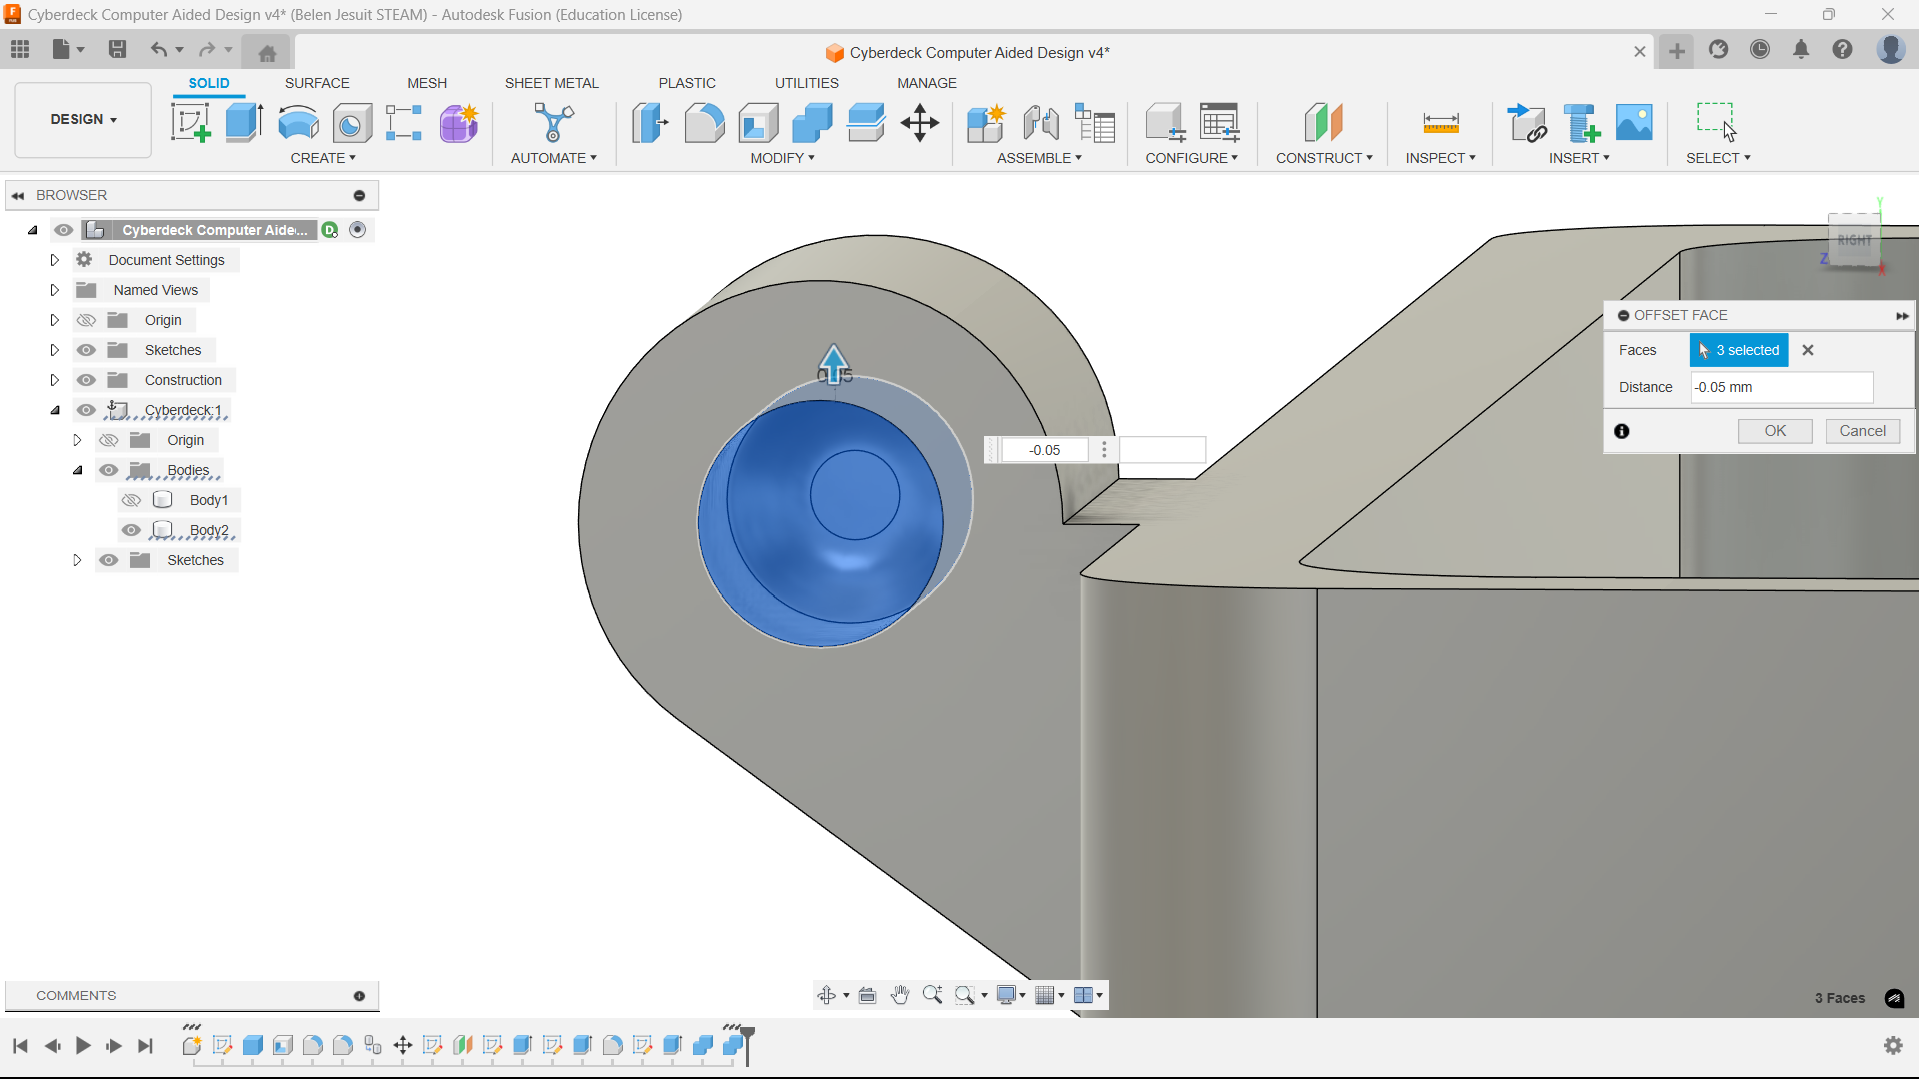 Cyberdeck Computer Aided Design v4* (Belen Jesuit STEAM) - Autodesk Fusion (Education License)
Cyberdeck Computer Aided Design v4*
SOLID
SURFACE
MESH
SHEET METAL
PLASTIC
UTILITIES
MANAGE
DESIGN
CREATE
AUTOMATE
MODIFY
ASSEMBLE
CONFIGURE
CONSTRUCT
INSPECT
INSERT
SELECT
BROWSER
Cyberdeck Computer Aide...
Document Settings
Named Views
Origin
Sketches
Construction
Cyberdeck:1
Origin
Bodies
Body1
Body2
Sketches
Y
RIGHT
Z
X
OFFSET FACE
Faces
3 selected
Distance
-0.05 mm
OK
Cancel
-0.05
COMMENTS
3 Faces